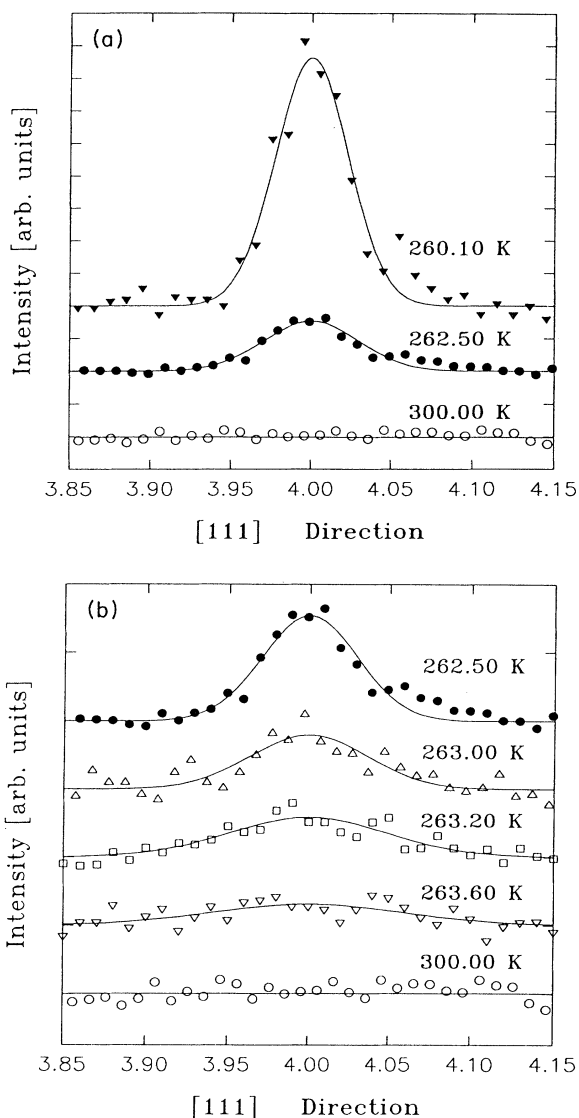 (a)
Intensity [arb. units]
260.10 K
262.50 K
300.00 K
3.85 3.90 3.95 4.00 4.05 4.10 4.15
[111] Direction
(b)
Intensity [arb. units]
262.50 K
263.00 K
263.20 K
263.60 K
300.00 K
3.85 3.90 3.95 4.00 4.05 4.10 4.15
[111] Direction